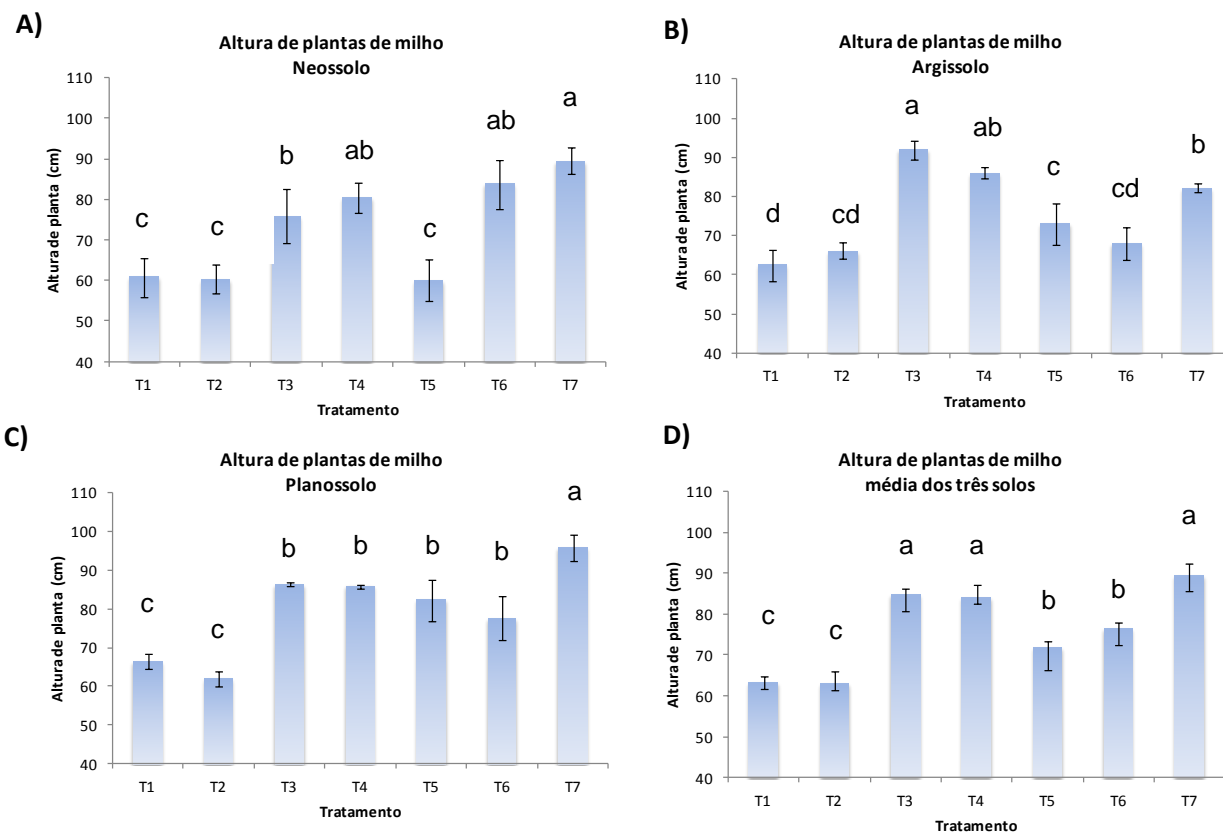 A)
Altura de plantas de milho
Neossolo
Altura de planta (cm)
110
100
90
80
70
60
50
40
c
c
b
ab
c
ab
a
T1 T2 T3 T4 T5 T6 T7
Tratamento
B)
Altura de plantas de milho
Argissolo
Altura de planta (cm)
110
100
90
80
70
60
50
40
d
cd
a
ab
c
cd
b
T1 T2 T3 T4 T5 T6 T7
Tratamento
C)
Altura de plantas de milho
Planossolo
Altura de planta (cm)
110
100
90
80
70
60
50
40
c
c
b
b
b
b
a
T1 T2 T3 T4 T5 T6 T7
Tratamento
D)
Altura de plantas de milho
média dos três solos
Altura de planta (cm)
110
100
90
80
70
60
50
40
c
c
a
a
b
b
a
T1 T2 T3 T4 T5 T6 T7
Tratamento